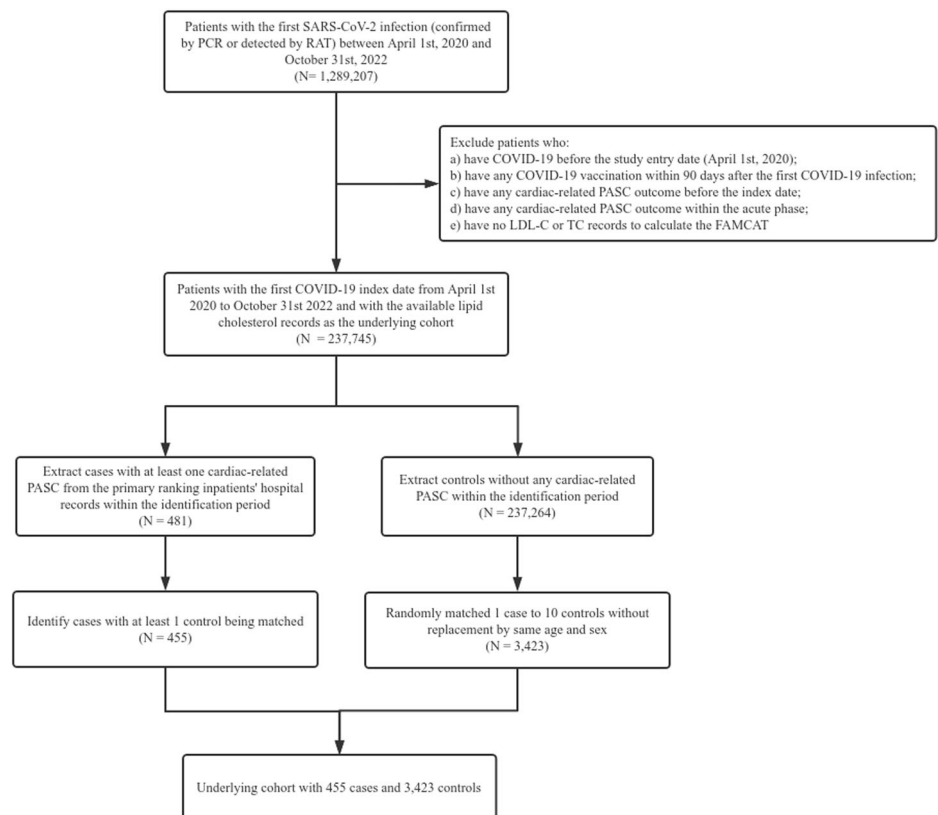 Patients with the first SARS-CoV-2 infection (confirmed
by PCR or detected by RAT) between April 1st, 2020 and
October 31st, 2022
(N= 1,289,207)
Exclude patients who:
a) have COVID-19 before the study entry date (April 1st, 2020);
b) have any COVID-19 vaccination within 90 days after the first COVID-19 infection;
c) have any cardiac-related PASC outcome before the index date;
d) have any cardiac-related PASC outcome within the acute phase;
e) have no LDL-C or TC records to calculate the FAMCAT
Patients with the first COVID-19 index date from April 1st
2020 to October 31st 2022 and with the available lipid
cholesterol records as the underlying cohort
(N = 237,745)
Extract cases with at least one cardiac-related
PASC from the primary ranking inpatients' hospital
records within the identification period
(N = 481)
Extract controls without any cardiac-related
PASC within the identification period
(N = 237,264)
Identify cases with at least 1 control being matched
(N = 455)
Randomly matched 1 case to 10 controls without
replacement by same age and sex
(N = 3,423)
Underlying cohort with 455 cases and 3,423 controls